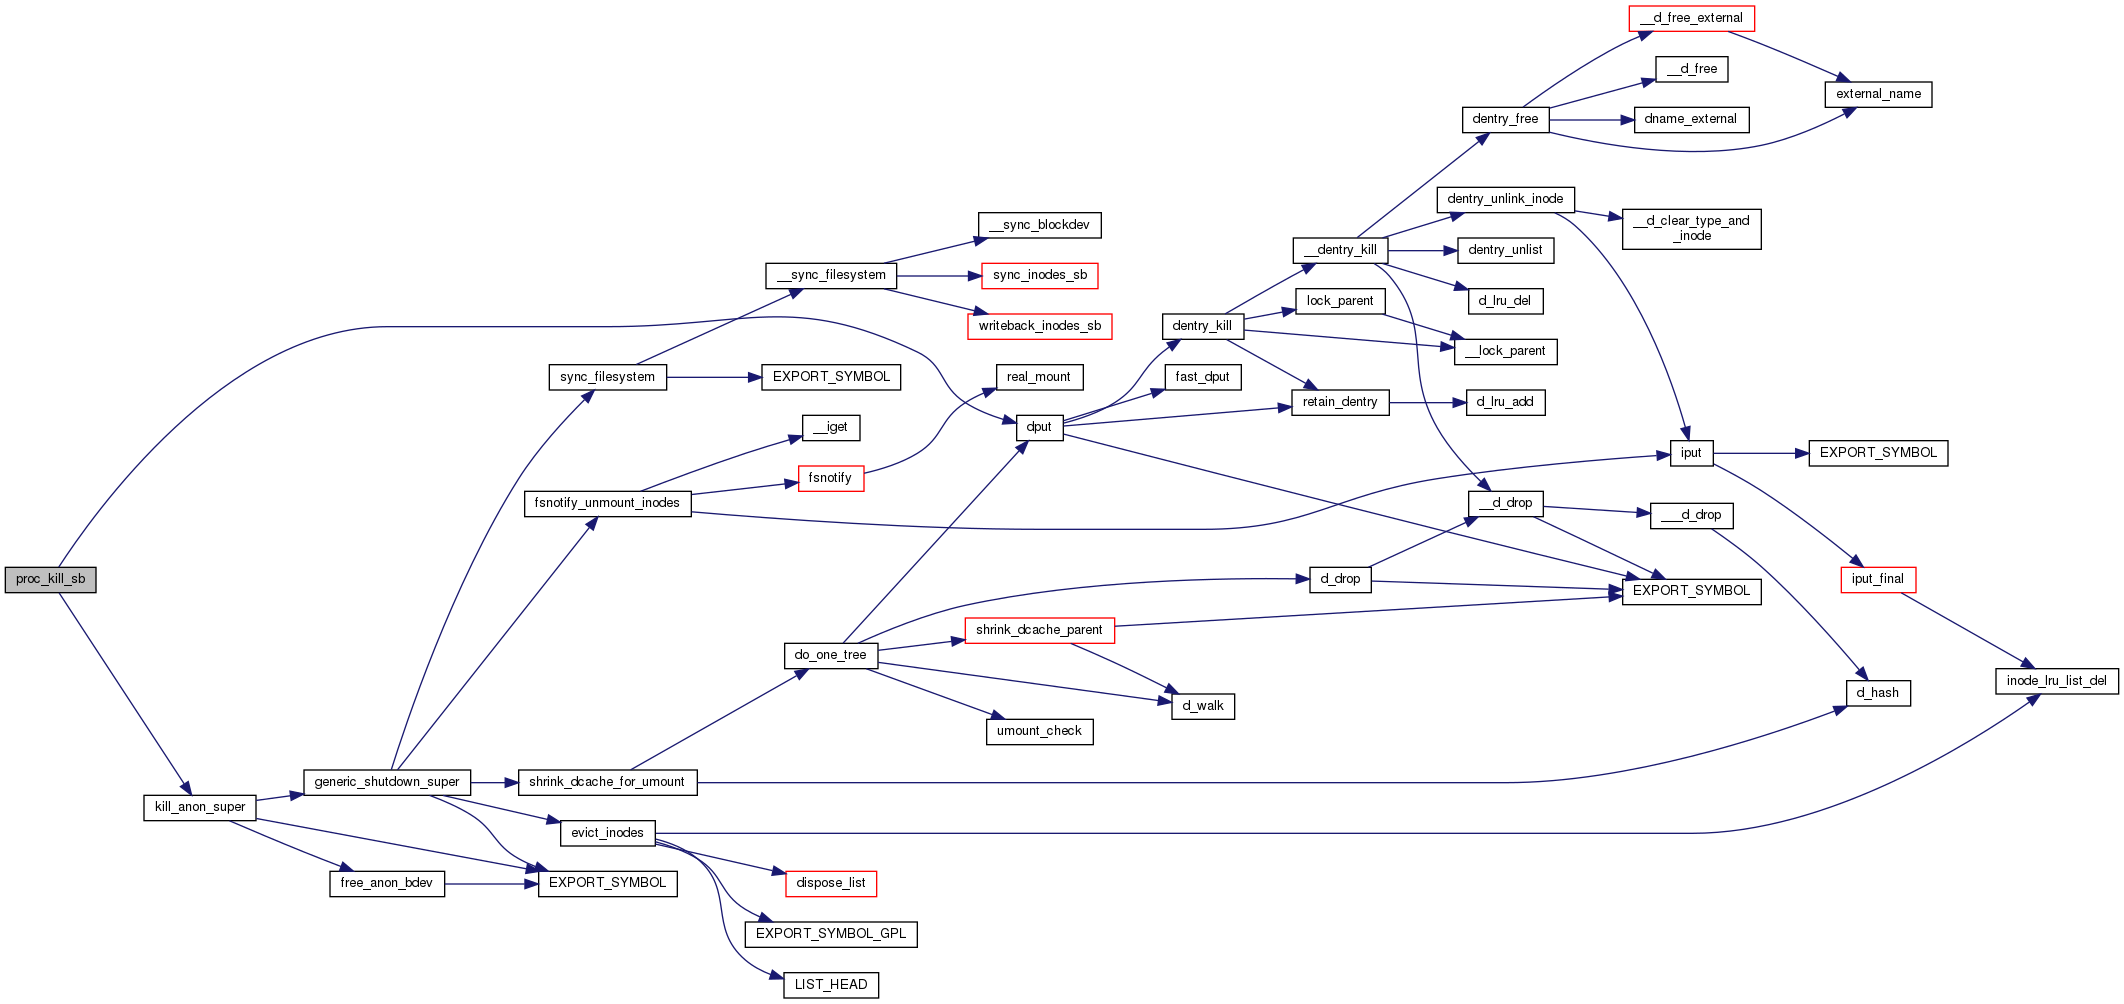 __d_free_external
__d_free
external_name
dentry_free
dname_external
dentry_unlink_inode
__d_clear_type_and
_inode
__sync_blockdev
__dentry_kill
dentry_unlist
__sync_filesystem
sync_inodes_sb
lock_parent
d_lru_del
writeback_inodes_sb
dentry_kill
__lock_parent
sync_filesystem
EXPORT_SYMBOL
real_mount
fast_dput
retain_dentry
d_lru_add
__iget
dput
iput
EXPORT_SYMBOL
fsnotify
fsnotify_unmount_inodes
__d_drop
___d_drop
proc_kill_sb
d_drop
iput_final
EXPORT_SYMBOL
shrink_dcache_parent
do_one_tree
inode_lru_list_del
d_hash
d_walk
umount_check
generic_shutdown_super
shrink_dcache_for_umount
kill_anon_super
evict_inodes
free_anon_bdev
EXPORT_SYMBOL
dispose_list
EXPORT_SYMBOL_GPL
LIST_HEAD